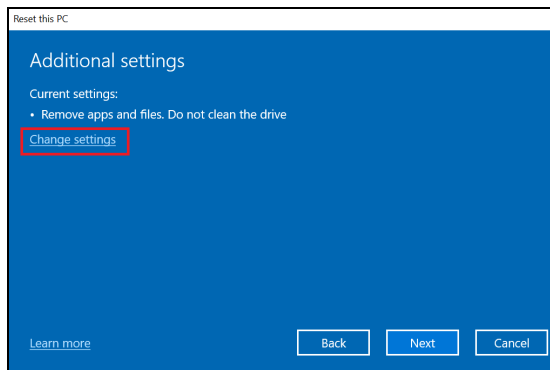 Reset this PC
Additional settings
Current settings:
• Remove apps and files. Do not clean the drive
Change settings
Learn more
Back
Next
Cancel